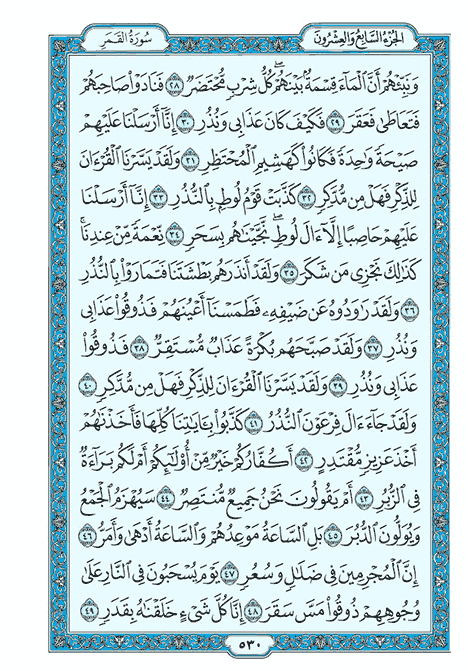 الجزء السابع والعشرون
سورة القمر
وَنَبِّئْهُمْ أَنَّ ٱلْمَآءَ قِسْمَةٌۢ بَيْنَهُمْۖ كُلُّ شِرْبٍۢ مُّحْتَضَرٌۭ ٢٨ فَنَادَوْا۟ صَاحِبَهُمْ
فَتَعَاطَىٰ فَعَقَرَ ٢٩ فَكَيْفَ كَانَ عَذَابِى وَنُذُرِ ٣٠ إِنَّآ أَرْسَلْنَا عَلَيْهِمْ
صَيْحَةًۭ وَٰحِدَةًۭ فَكَانُوا۟ كَهَشِيمِ ٱلْمُحْتَظِرِ ٣١ وَلَقَدْ يَسَّرْنَا ٱلْقُرْءَانَ
لِلذِّكْرِ فَهَلْ مِن مُّدَّكِرٍۢ ٣٢ كَذَّبَتْ قَوْمُ لُوطٍۭ بِٱلنُّذُرِ ٣٣ إِنَّآ أَرْسَلْنَا
عَلَيْهِمْ حَاصِبًا إِلَّآ ءَالَ لُوطٍۢۖ نَّجَّيْنَٰهُم بِسَحَرٍۢ ٣٤ نِّعْمَةًۭ مِّنْ عِندِنَاۚ
كَذَٰلِكَ نَجْزِى مَن شَكَرَ ٣٥ وَلَقَدْ أَنذَرَهُم بَطْشَتَنَا فَتَمَارَوْا۟ بِٱلنُّذُرِ
٣٦ وَلَقَدْ رَٰوَدُوهُ عَن ضَيْفِهِۦ فَطَمَسْنَآ أَعْيُنَهُمْ فَذُوقُوا۟ عَذَابِى
وَنُذُرِ ٣٧ وَلَقَدْ صَبَّحَهُم بُكْرَةً عَذَابٌۭ مُّسْتَقِرٌّۭ ٣٨ فَذُوقُوا۟
عَذَابِى وَنُذُرِ ٣٩ وَلَقَدْ يَسَّرْنَا ٱلْقُرْءَانَ لِلذِّكْرِ فَهَلْ مِن مُّدَّكِرٍۢ ٤٠
وَلَقَدْ جَآءَ ءَالَ فِرْعَوْنَ ٱلنُّذُرُ ٤١ كَذَّبُوا۟ بِـَٔايَٰتِنَا كُلِّهَا فَأَخَذْنَٰهُمْ
أَخْذَ عَزِيزٍۢ مُّقْتَدِرٍ ٤٢ أَكُفَّارُكُمْ خَيْرٌۭ مِّنْ أُو۟لَٰٓئِكُمْ أَمْ لَكُم بَرَآءَةٌۭ
فِى ٱلزُّبُرِ ٤٣ أَمْ يَقُولُونَ نَحْنُ جَمِيعٌۭ مُّنتَصِرٌۭ ٤٤ سَيُهْزَمُ ٱلْجَمْعُ
وَيُوَلُّونَ ٱلدُّبُرَ ٤٥ بَلِ ٱلسَّاعَةُ مَوْعِدُهُمْ وَٱلسَّاعَةُ أَدْهَىٰ وَأَمَرُّ ٤٦
إِنَّ ٱلْمُجْرِمِينَ فِى ضَلَٰلٍۢ وَسُعُرٍۢ ٤٧ يَوْمَ يُسْحَبُونَ فِى ٱلنَّارِ عَلَىٰ
وُجُوهِهِمْ ذُوقُوا۟ مَسَّ سَقَرَ ٤٨ إِنَّا كُلَّ شَىْءٍ خَلَقْنَٰهُ بِقَدَرٍۢ ٤٩
٥٣٠